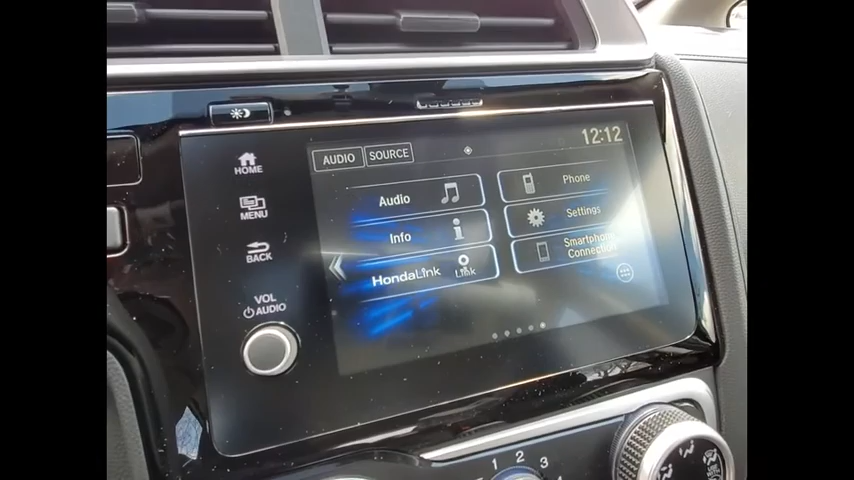 12:12
AUDIO SOURCE
HOME
MENU
BACK
VOL
AUDIO
Audio
Phone
Info
Settings
HondaLink
Link
Smartphone
Connection
1 2 3